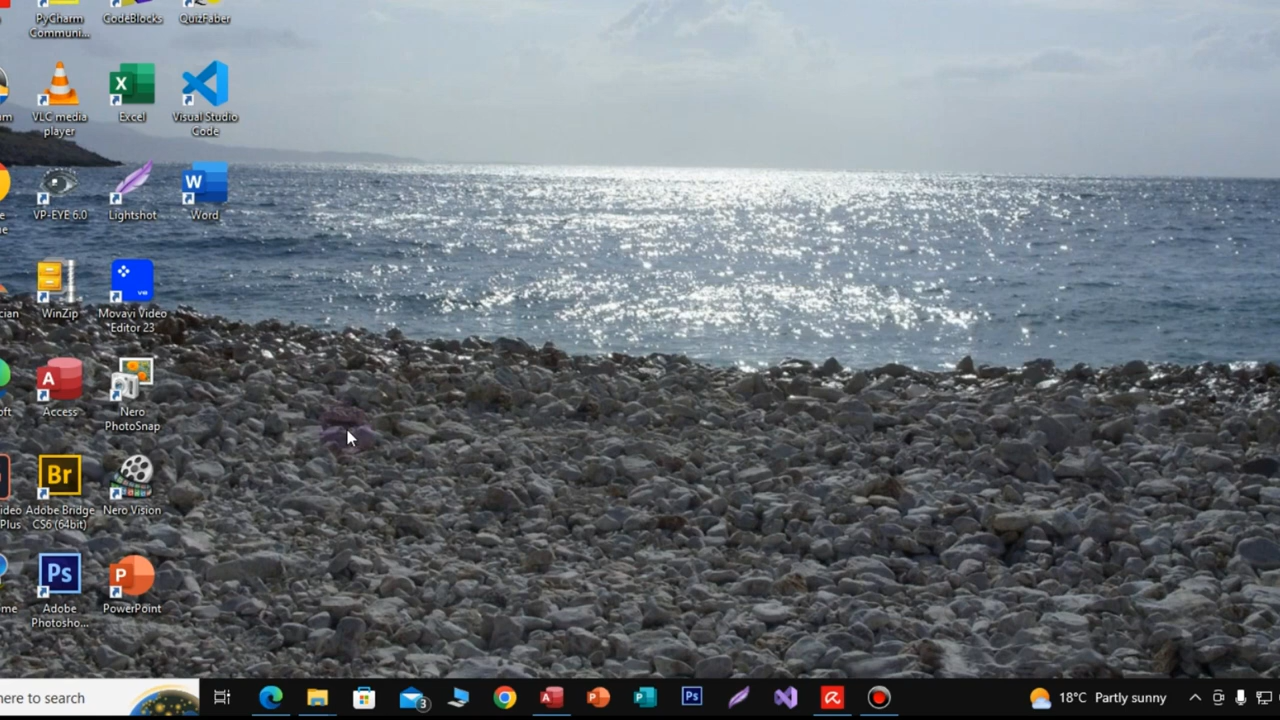 PyCharm
Communi...
CodeBlocks
QuizFaber
VLC media
player
Excel
Visual Studio
Code
VP-EYE 6.0
Lightshot
Word
WinZip
Movavi Video
Editor 23
Access
Nero
PhotoSnap
Adobe Bridge
CS6 (64bit)
Nero Vision
Adobe
Photosho...
PowerPoint
here to search
3
18°C Partly sunny